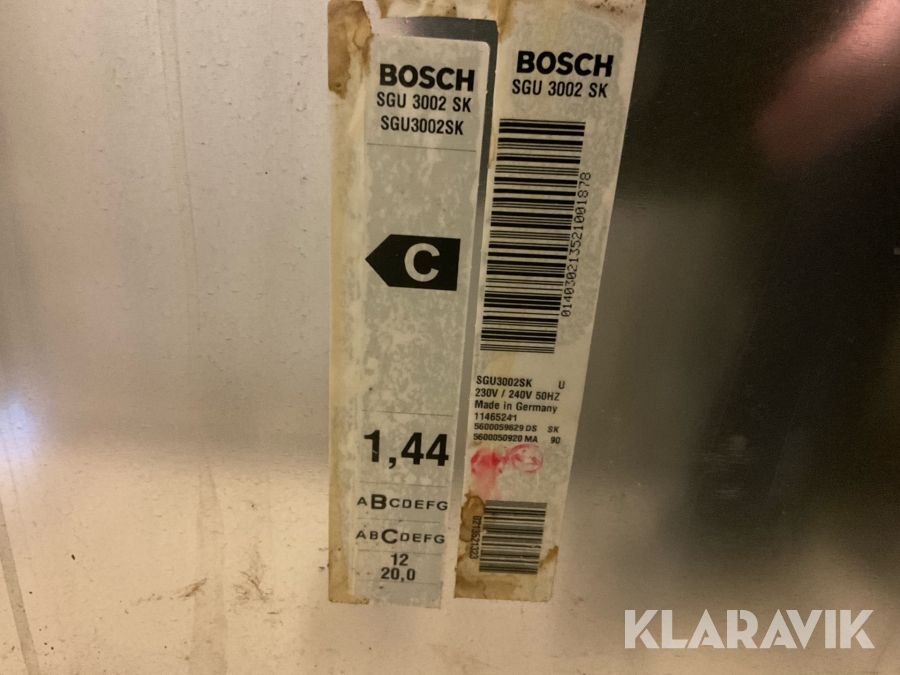 BOSCH
SGU 3002 SK
SGU3002SK
C
1,44
ABCDEFG
ABCDEFG
12
20,0
BOSCH
SGU 3002 SK
014030213521001878
SGU3002SK U
230V / 240V 50HZ
Made in Germany
11465241
5600059629 DS SK
5600050920 MA 90
KLARAVIK